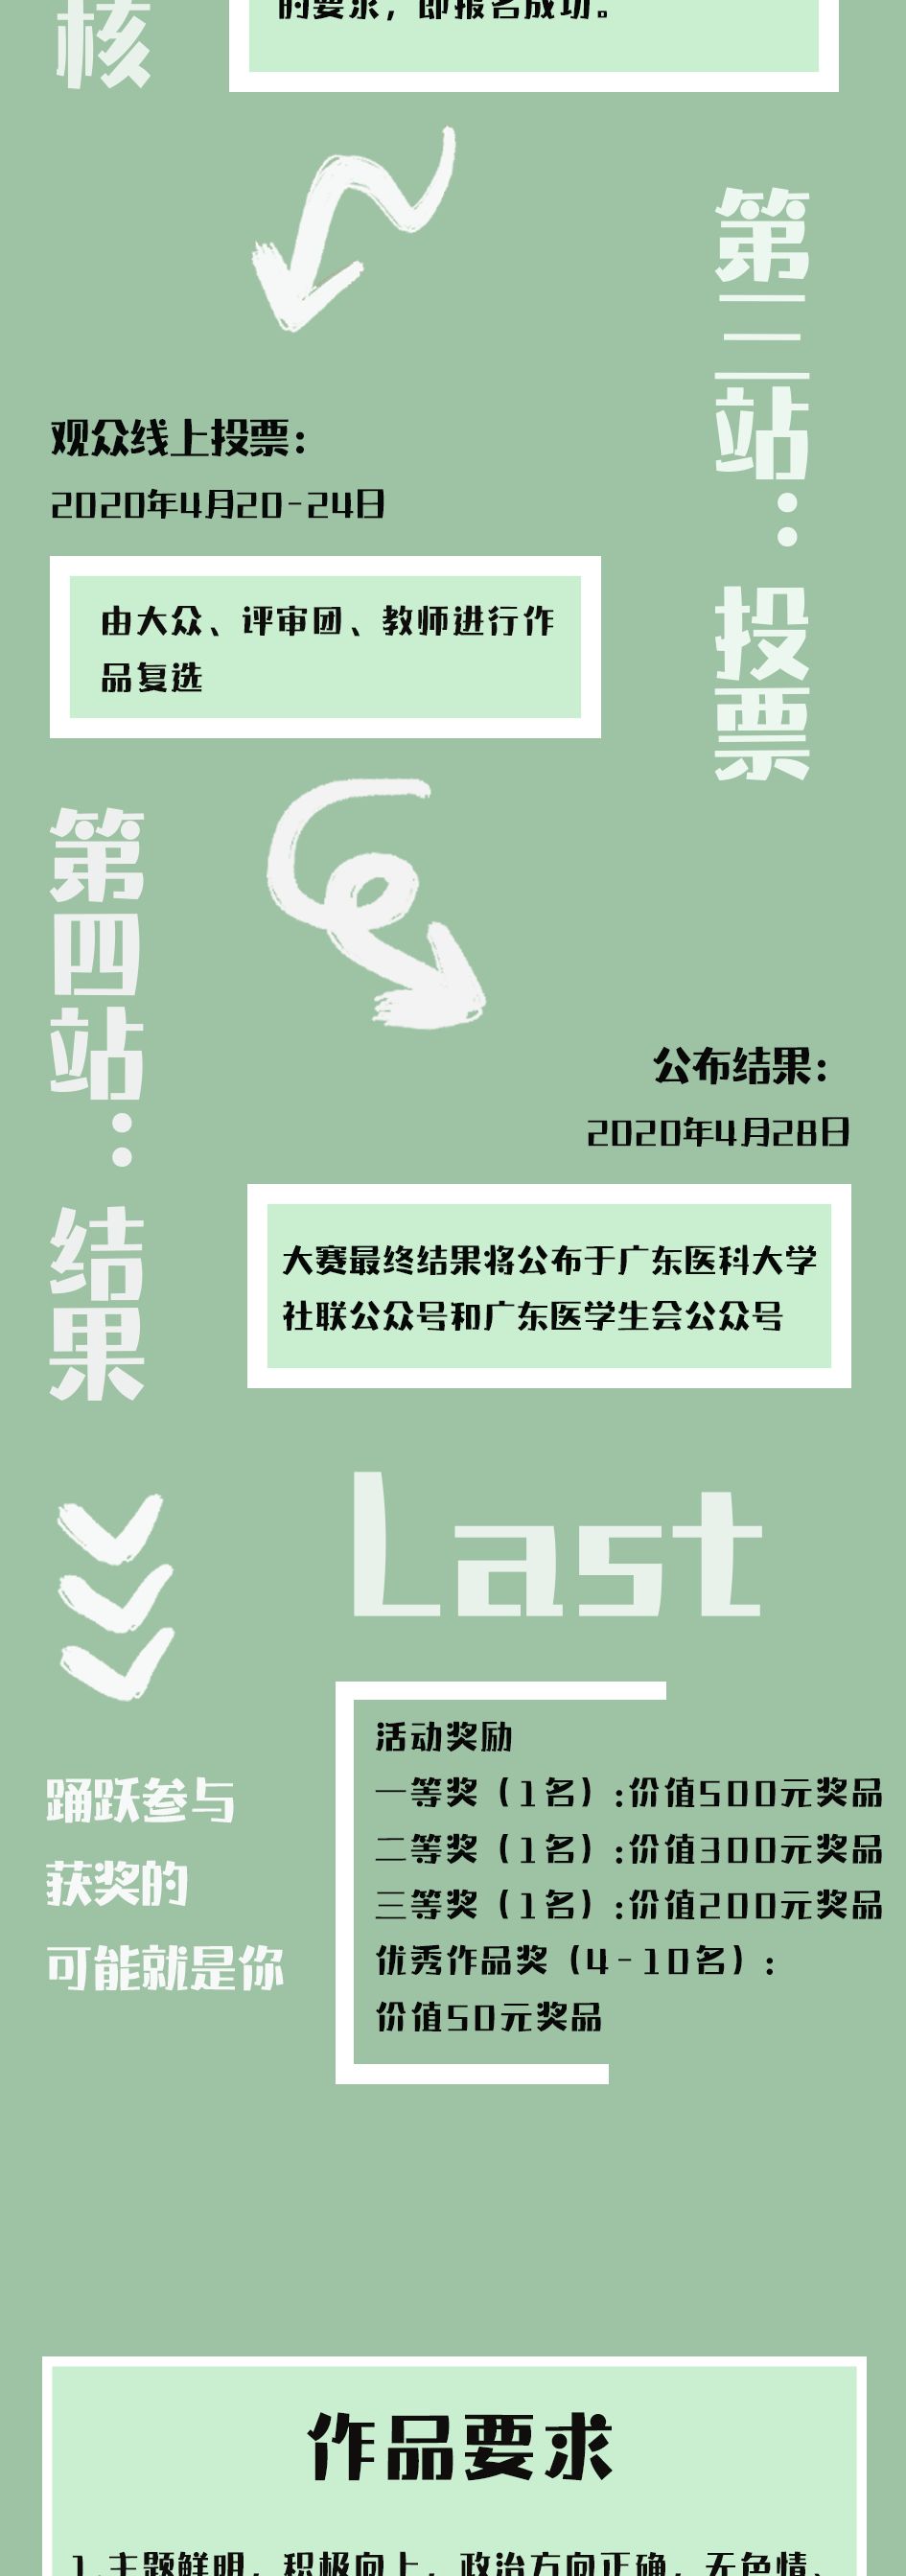 核
的要求，即报名成功。
第三站：投票
观众线上投票：
2020年4月20-24日
由大众、评审团、教师进行作
品复选
第四站：结果
公布结果：
2020年4月28日
大赛最终结果将公布于广东医科大学
社联公众号和广东医学生会公众号
Last
踊跃参与
获奖的
可能就是你
活动奖励
一等奖（1名）:价值500元奖品
二等奖（1名）:价值300元奖品
三等奖（1名）:价值200元奖品
优秀作品奖（4-10名）：
价值50元奖品
作品要求
1.主题鲜明，积极向上，政治方向正确，无色情、